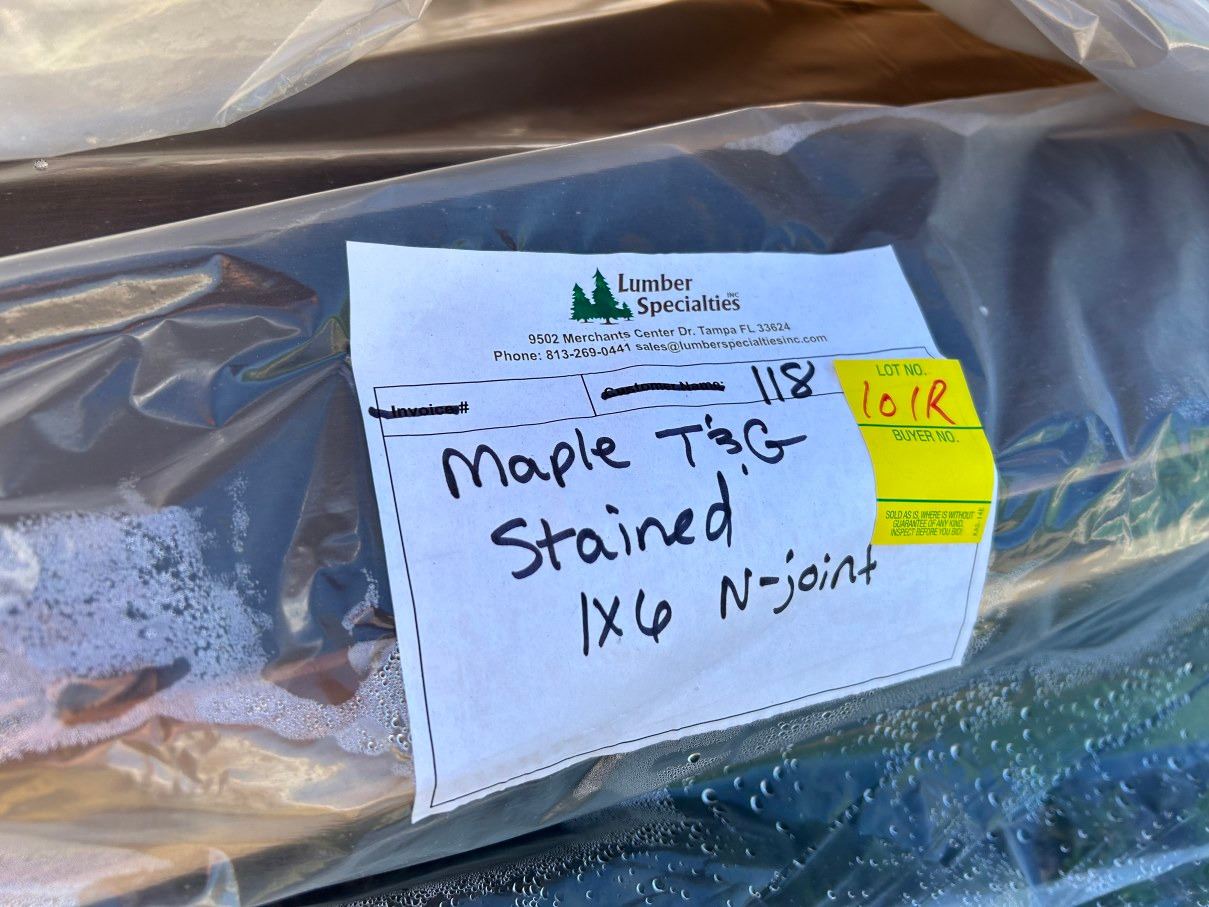 Lumber
Specialties INC
9502 Merchants Center Dr. Tampa FL 33624
Phone: 813-269-0441 sales@lumberspecialtiesinc.com
Invoice#
Customer Name:
118
LOT NO.
101R
BUYER NO.
SOLD AS IS, WHERE IS WITHOUT
GUARANTEE OF ANY KIND.
INSPECT BEFORE YOU BID!
Maple T&G
Stained
1X6 N-joint